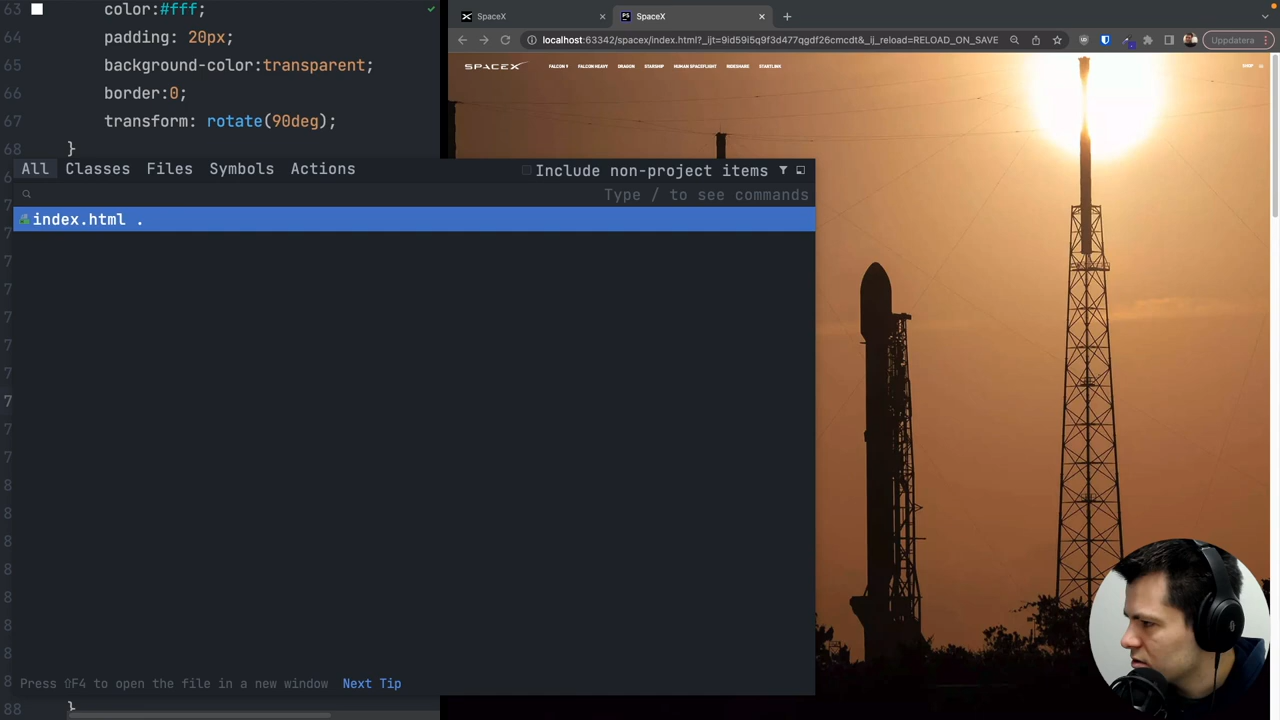 63 color:#fff;
64 padding: 20px;
65 background-color:transparent;
66 border:0;
67 transform: rotate(90deg);
68 }
All Classes Files Symbols Actions Include non-project items
Type / to see commands
index.html .
Press ⇧F4 to open the file in a new window Next Tip
88 }
SpaceX
PS SpaceX
localhost:63342/spacex/index.html?_ijt=9id59i5q9f3d477qgdf26cmcdt&_ij_reload=RELOAD_ON_SAVE
Uppdatera
SPACEX FALCON 9 FALCON HEAVY DRAGON STARSHIP HUMAN SPACEFLIGHT RIDESHARE STARLINK SHOP